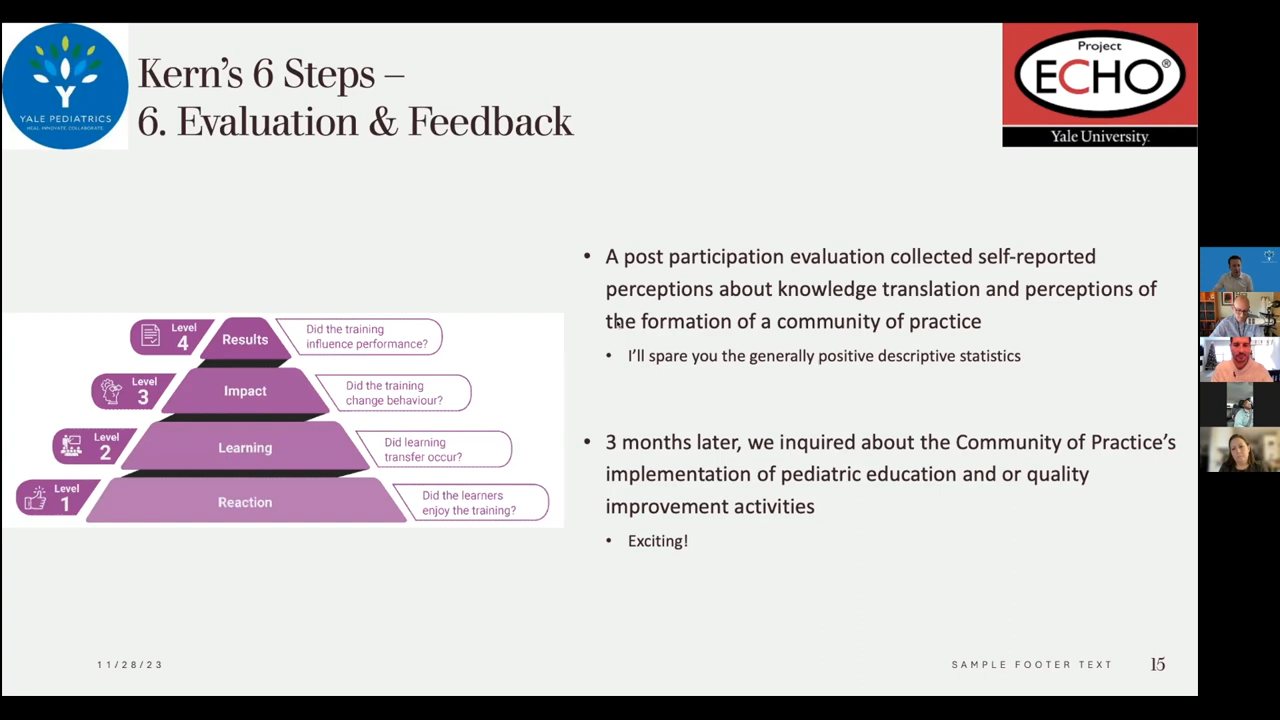 YALE PEDIATRICS
HEAL. INNOVATE. COLLABORATE.
Kern's 6 Steps –
6. Evaluation & Feedback
Project
ECHO®
Yale University.
• A post participation evaluation collected self-reported
perceptions about knowledge translation and perceptions of
the formation of a community of practice
• I'll spare you the generally positive descriptive statistics
• 3 months later, we inquired about the Community of Practice's
implementation of pediatric education and or quality
improvement activities
• Exciting!
Level
4
Results
Did the training
influence performance?
Level
3
Impact
Did the training
change behaviour?
Level
2
Learning
Did learning
transfer occur?
Level
1
Reaction
Did the learners
enjoy the training?
11/28/23
SAMPLE FOOTER TEXT
15